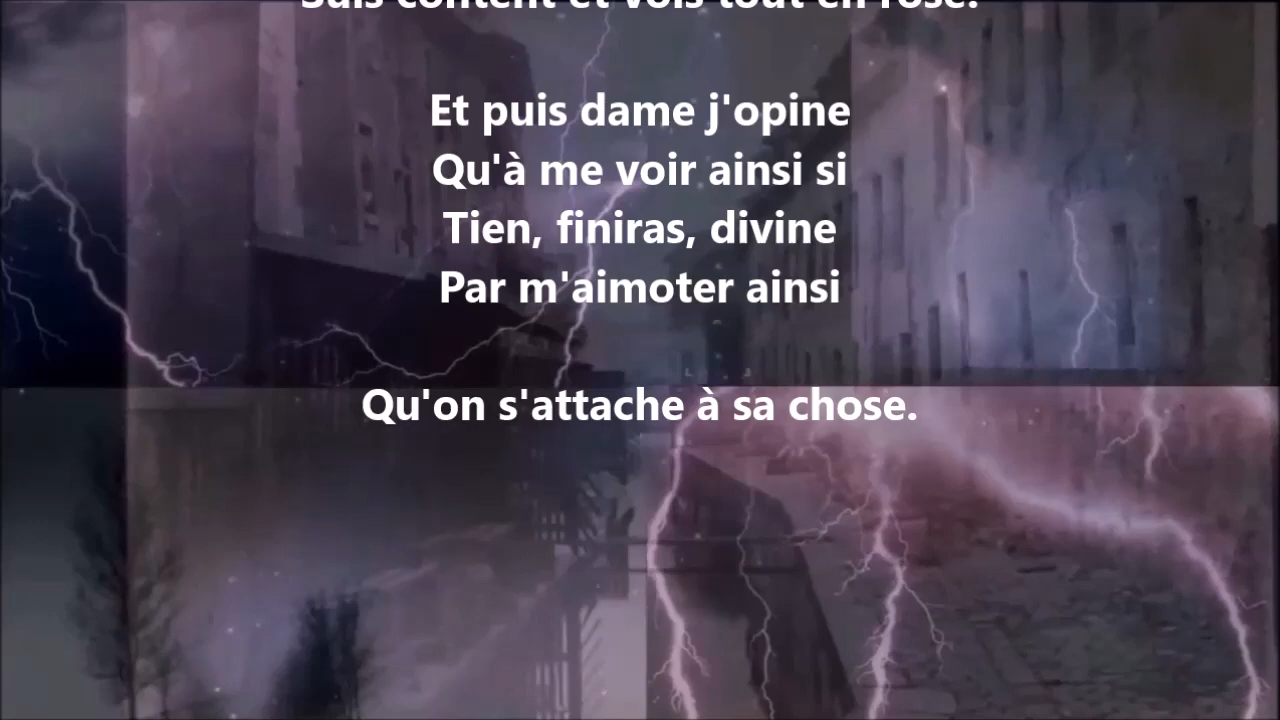 Suis content et vois tout en rose.
Et puis dame j'opine
Qu'à me voir ainsi si
Tien, finiras, divine
Par m'aimoter ainsi
Qu'on s'attache à sa chose.